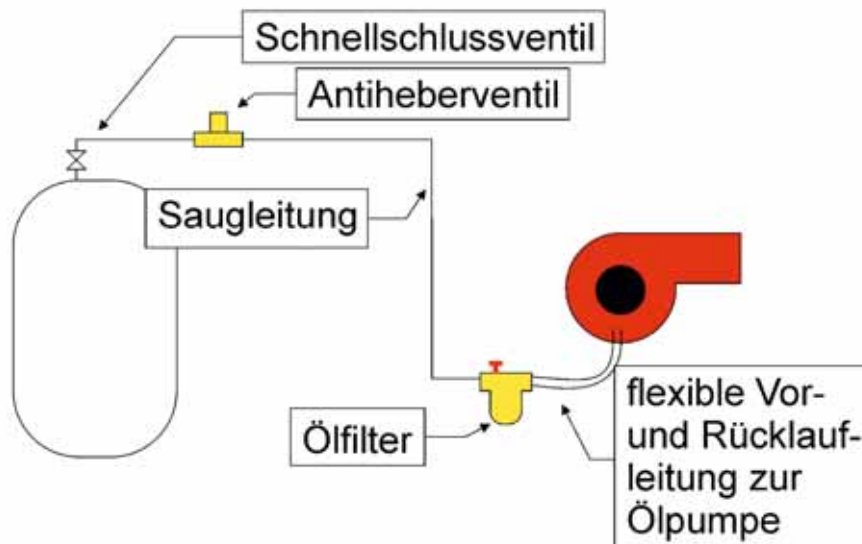 Schnellschlussventil
Antiheberventil
Saugleitung
Ölfilter
flexible Vor-
und Rücklauf-
leitung zur
Ölpumpe